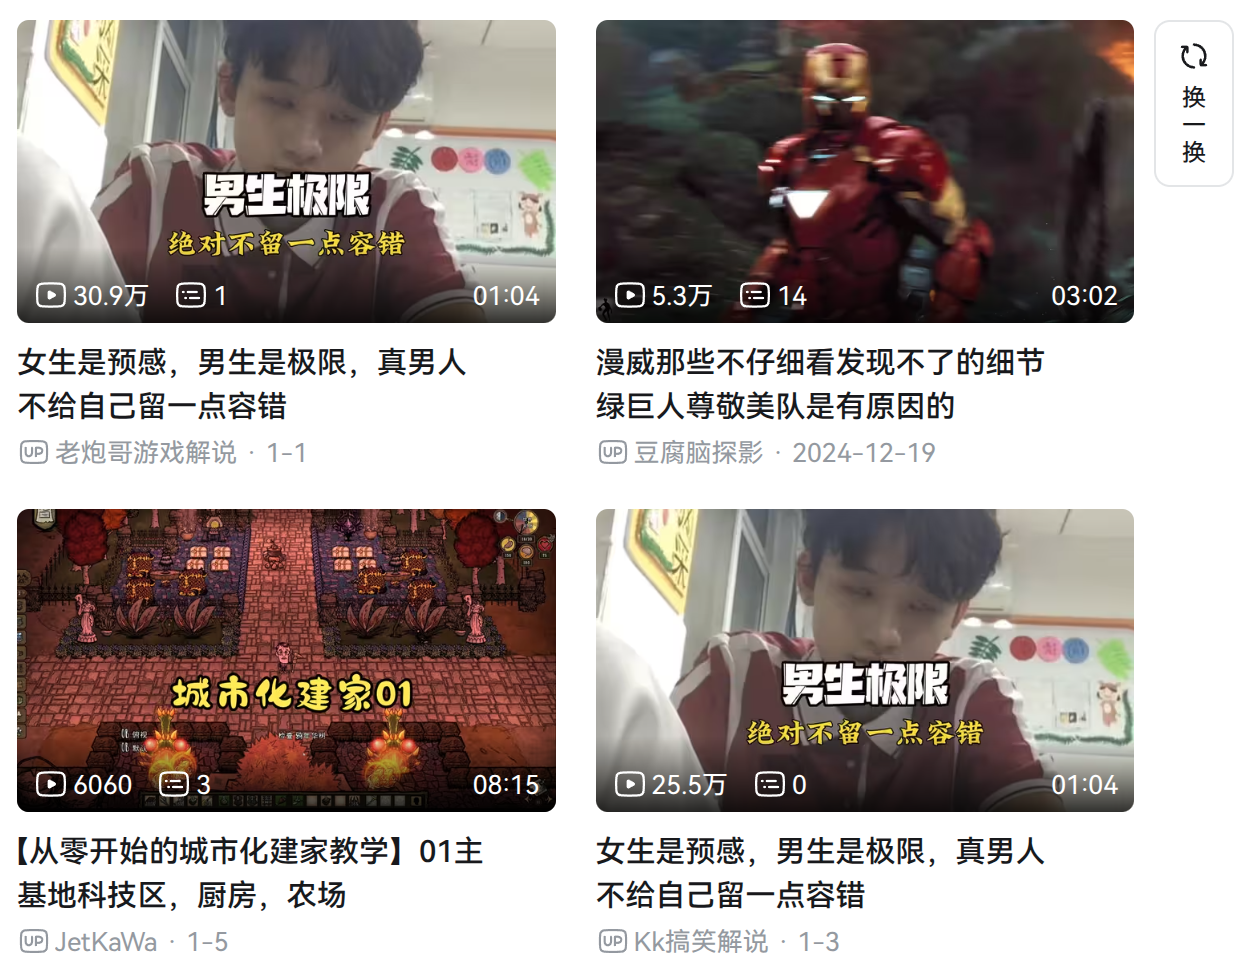 男生极限
绝对不留一点容错
30.9万 1 01:04
女生是预感，男生是极限，真男人
不给自己留一点容错
UP 老炮哥游戏解说 · 1-1
5.3万 14 03:02
漫威那些不仔细看发现不了的细节
绿巨人尊敬美队是有原因的
UP 豆腐脑探影 · 2024-12-19
换
一
换
城市化建家01
6060 3 08:15
【从零开始的城市化建家教学】01主
基地科技区，厨房，农场
UP JetKaWa · 1-5
男生极限
绝对不留一点容错
25.5万 0 01:04
女生是预感，男生是极限，真男人
不给自己留一点容错
UP Kk搞笑解说 · 1-3